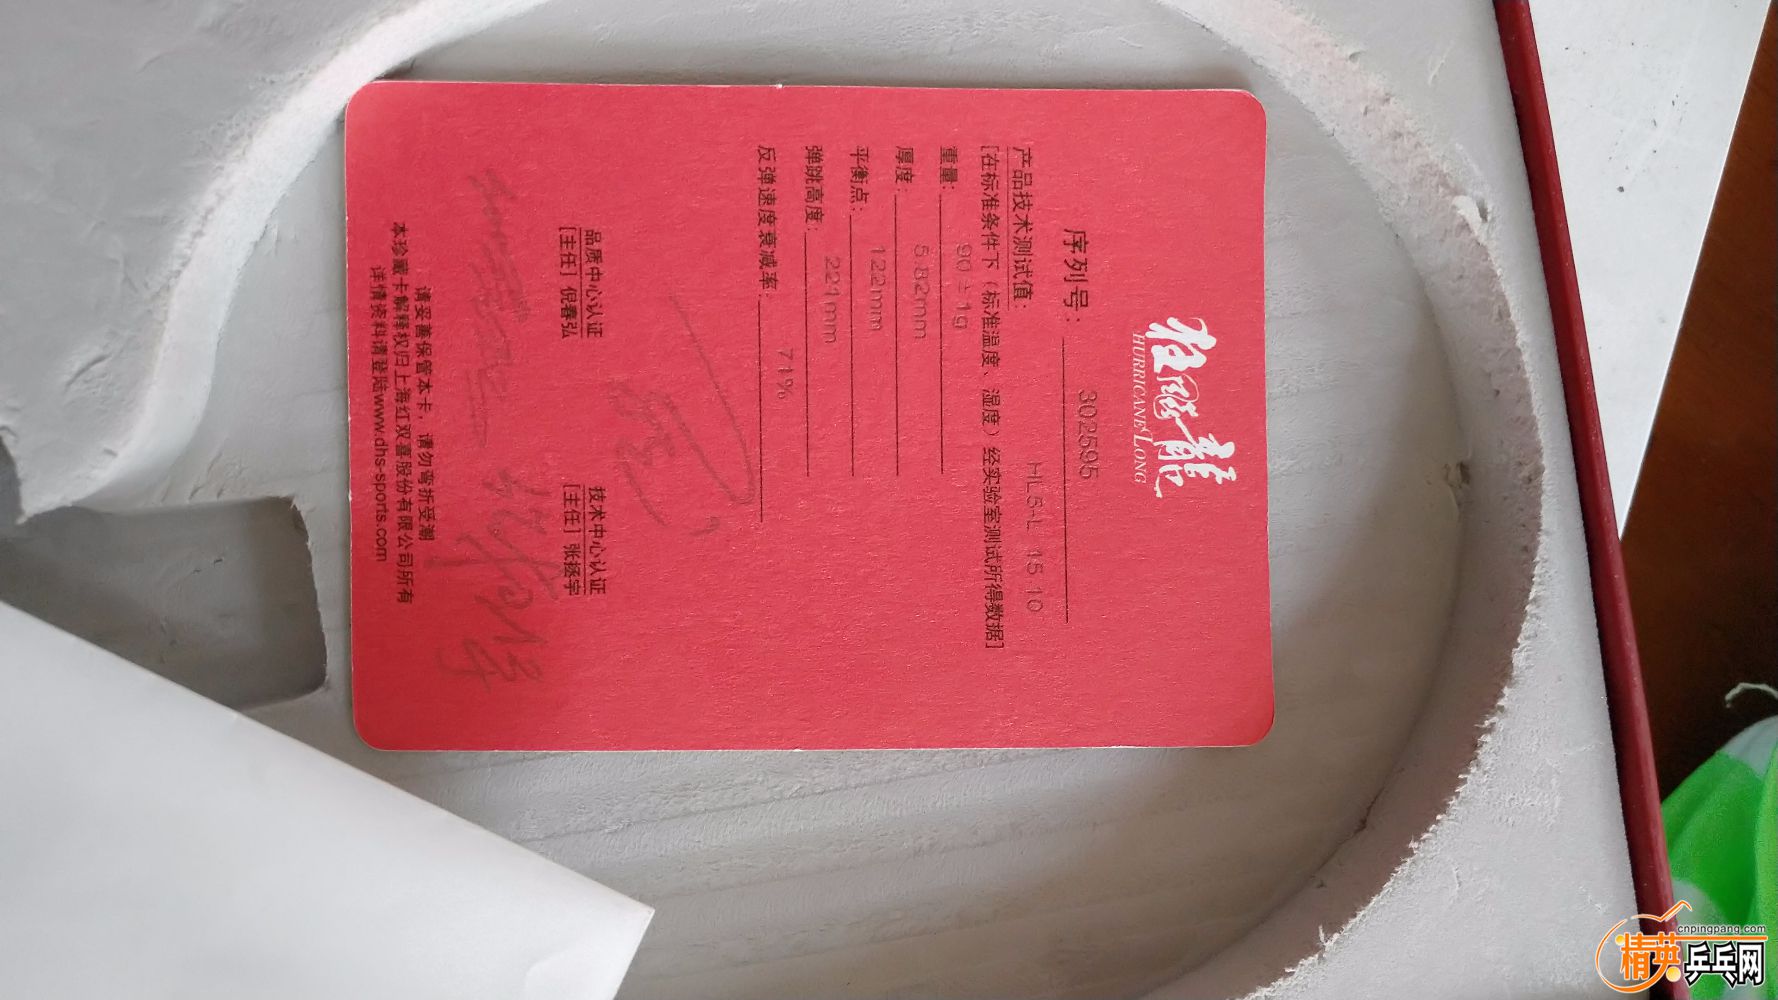 狂飚龍
HURRICANE LONG
序列号： 302595
HL5-L 15 10
产品技术测试值：
[在标准条件下（标准温度、湿度）经实验室测试所得数据]
重量： 90±1g
厚度： 5.82mm
平衡点： 122mm
弹跳高度： 221mm
反弹速度衰减率： 71%
品质中心认证 技术中心认证
[主任] 倪春弘 [主任] 张拯宇
请妥善保管本卡，请勿弯折受潮
本珍藏卡解释权归上海红双喜股份有限公司所有
详情资料请登陆www.dhs-sports.com
cnpingpang.com
精英乒乓网